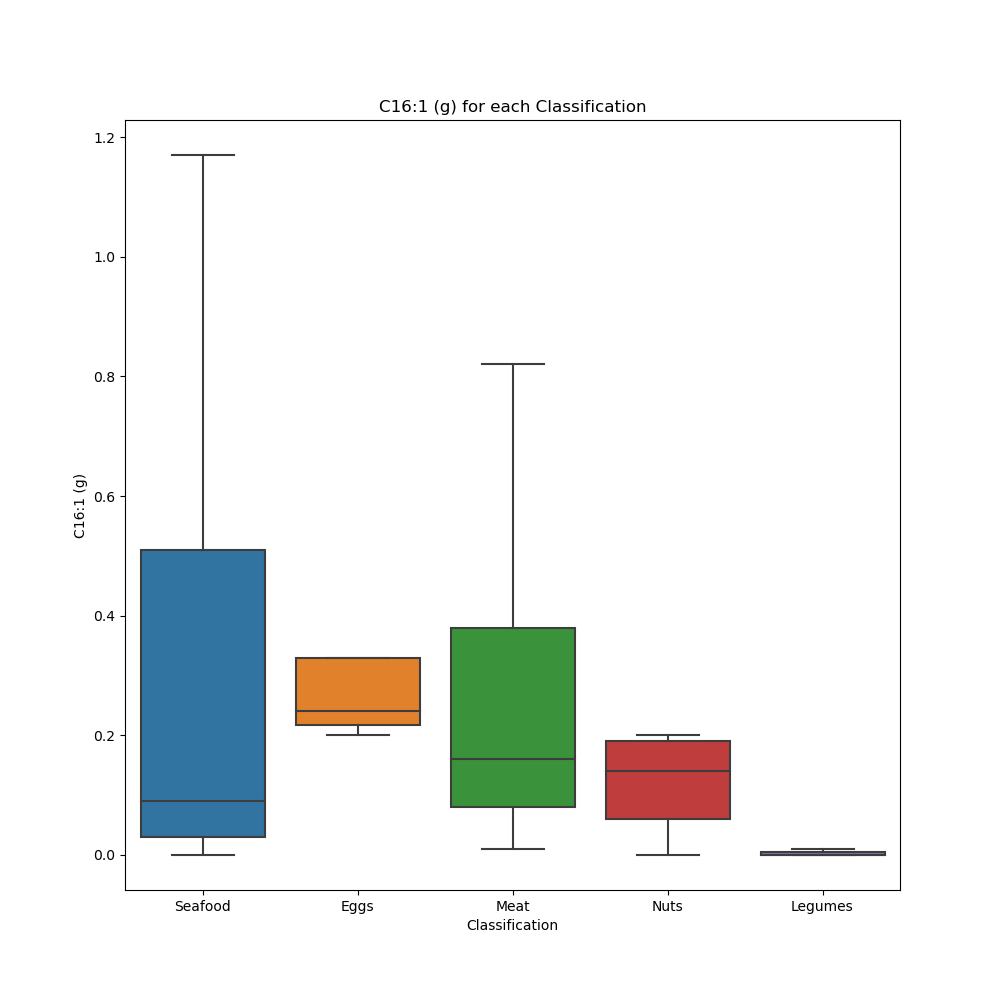 C16:1 (g) for each Classification
C16:1 (g)
1.2
1.0
0.8
0.6
0.4
0.2
0.0
Seafood Eggs Meat Nuts Legumes
Classification